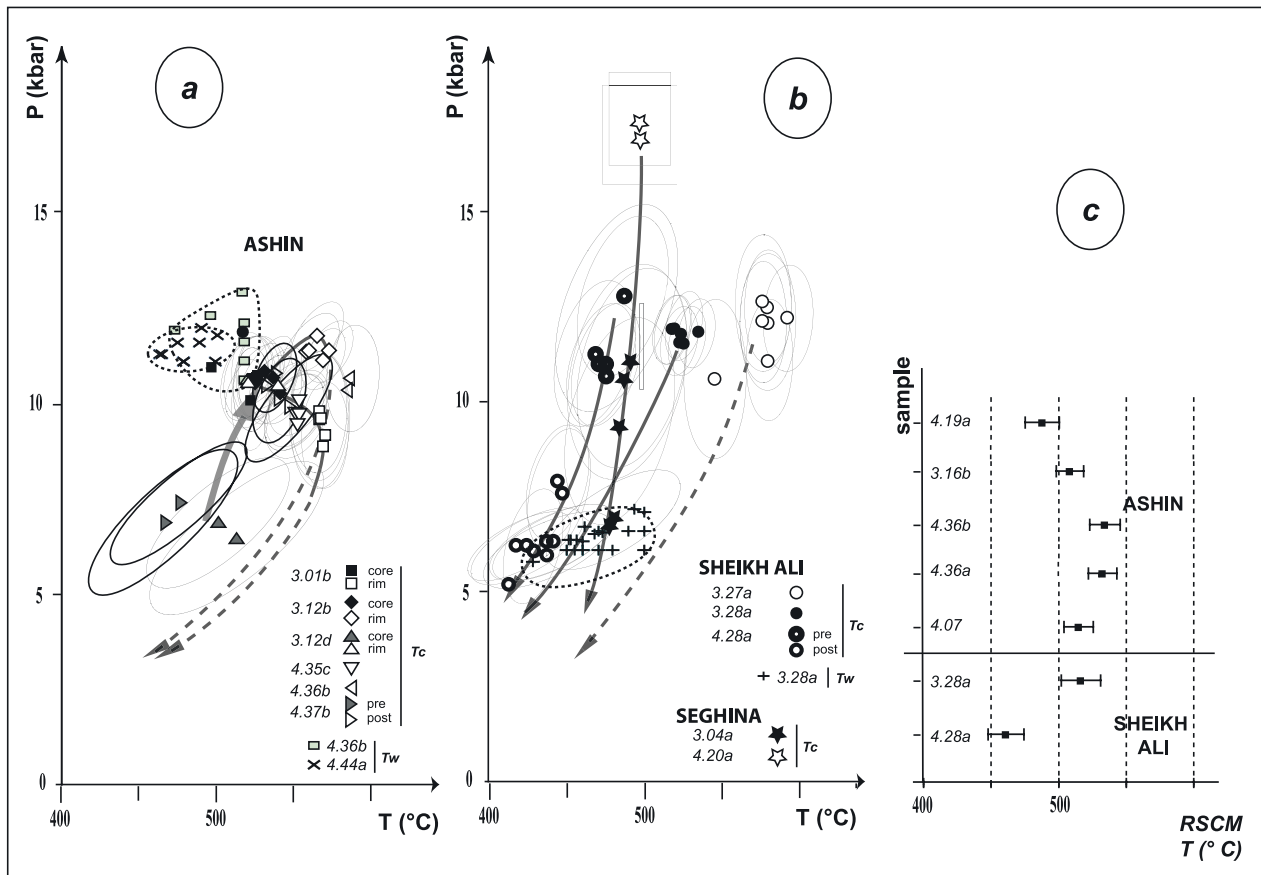 a
P (kbar)
15
10
5
0
400
500
T (°C)
ASHIN
3.01b
core
rim
3.12b
core
rim
3.12d
core
rim
4.35c
4.36b
4.37b
pre
post
Tc
4.36b
4.44a
Tw
b
P (kbar)
15
10
5
0
400
500
T (°C)
SHEIKH ALI
3.27a
3.28a
4.28a
pre
post
Tc
3.28a
Tw
SEGHINA
3.04a
4.20a
Tc
c
sample
4.19a
3.16b
4.36b
4.36a
4.07
3.28a
4.28a
ASHIN
SHEIKH
ALI
400
500
600
RSCM
T (° C)